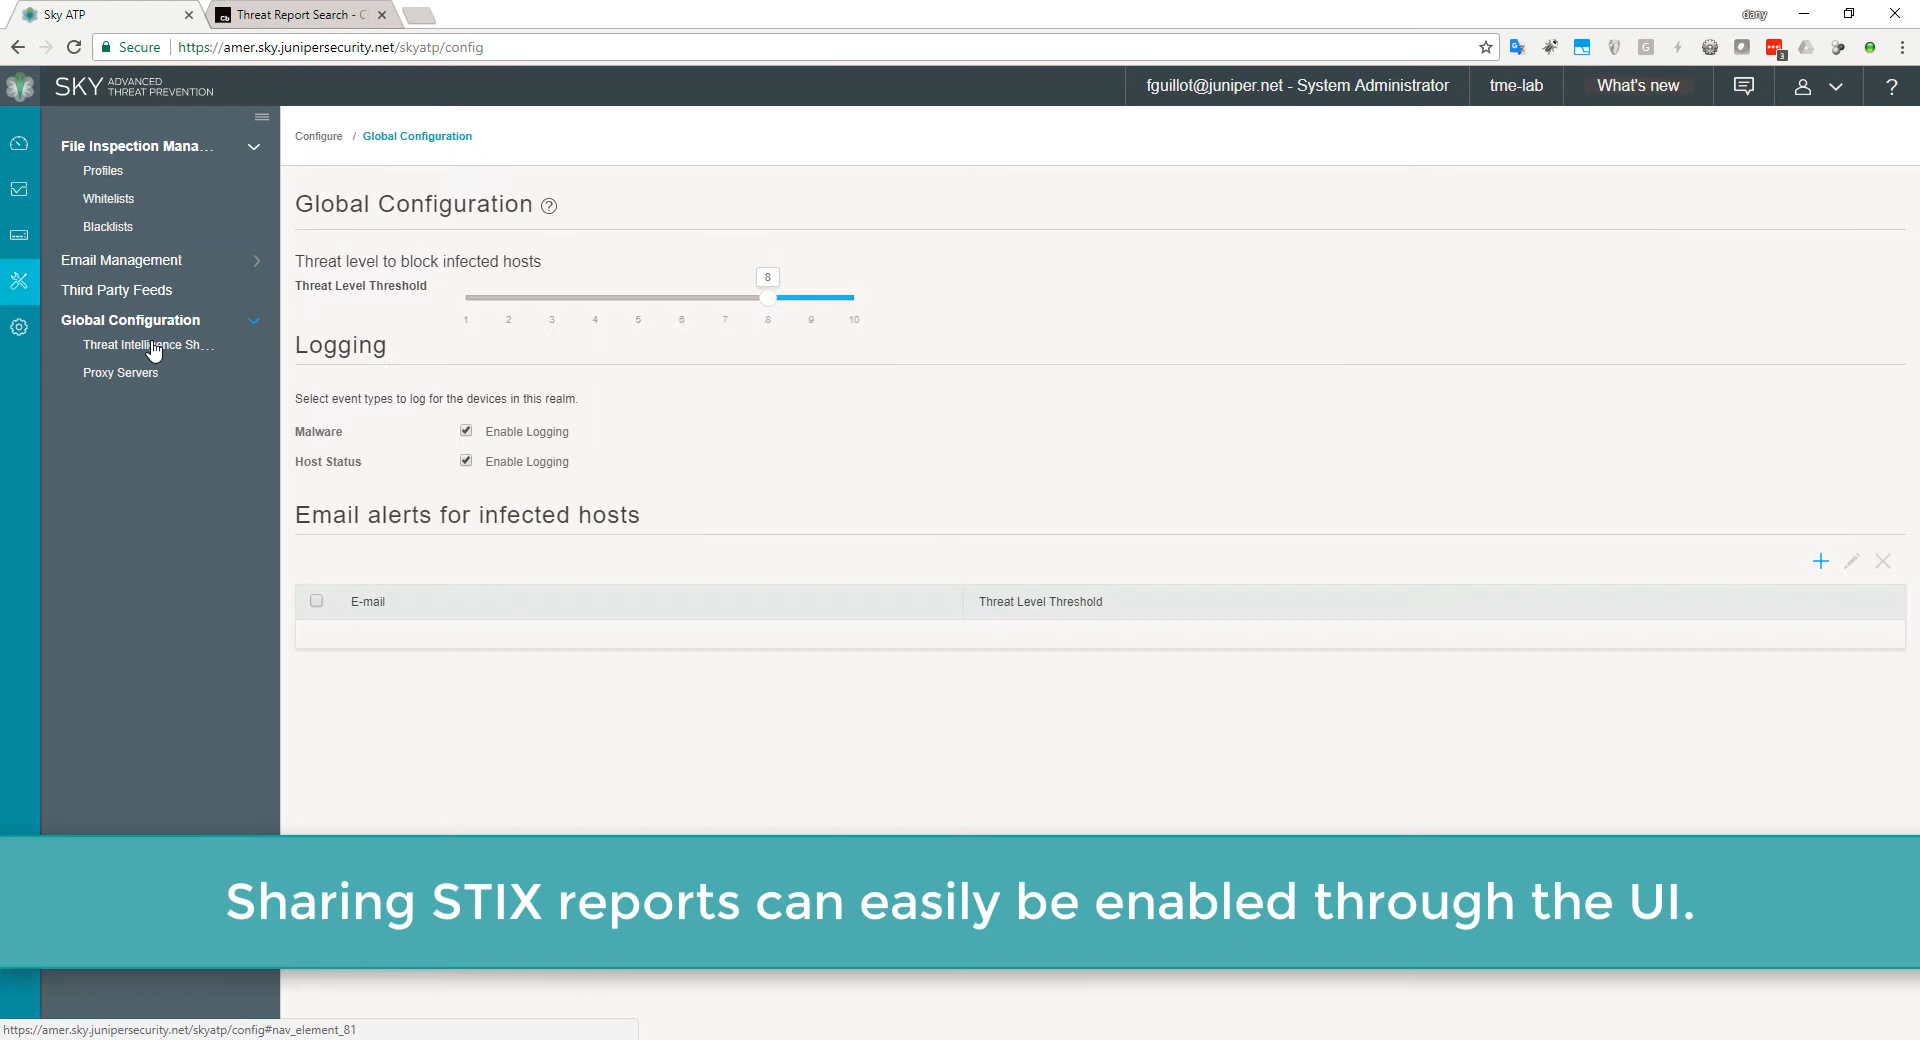 Sky ATP
Cb Threat Report Search - C
dany
Secure
https://amer.sky.junipersecurity.net/skyatp/config
G
3
SKY ADVANCED
THREAT PREVENTION
fguillot@juniper.net - System Administrator
tme-lab
What's new
?
File Inspection Mana...
Profiles
Whitelists
Blacklists
Email Management
Third Party Feeds
Global Configuration
Threat Intelligence Sh...
Proxy Servers
Configure / Global Configuration
Global Configuration ?
Threat level to block infected hosts
Threat Level Threshold
8
1 2 3 4 5 6 7 8 9 10
Logging
Select event types to log for the devices in this realm.
Malware Enable Logging
Host Status Enable Logging
Email alerts for infected hosts
E-mail Threat Level Threshold
Sharing STIX reports can easily be enabled through the UI.
https://amer.sky.junipersecurity.net/skyatp/config#nav_element_81